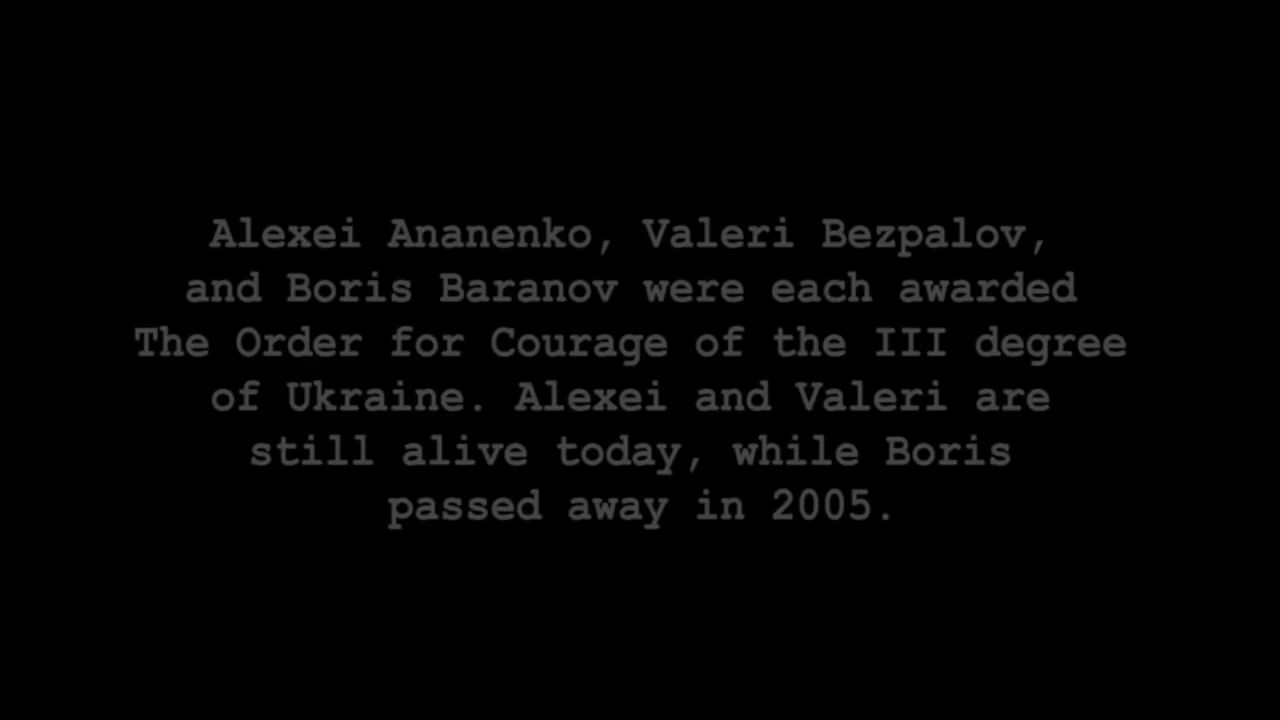 Alexei Ananenko, Valeri Bezpalov,
and Boris Baranov were each awarded
The Order for Courage of the III degree
of Ukraine. Alexei and Valeri are
still alive today, while Boris
passed away in 2005.